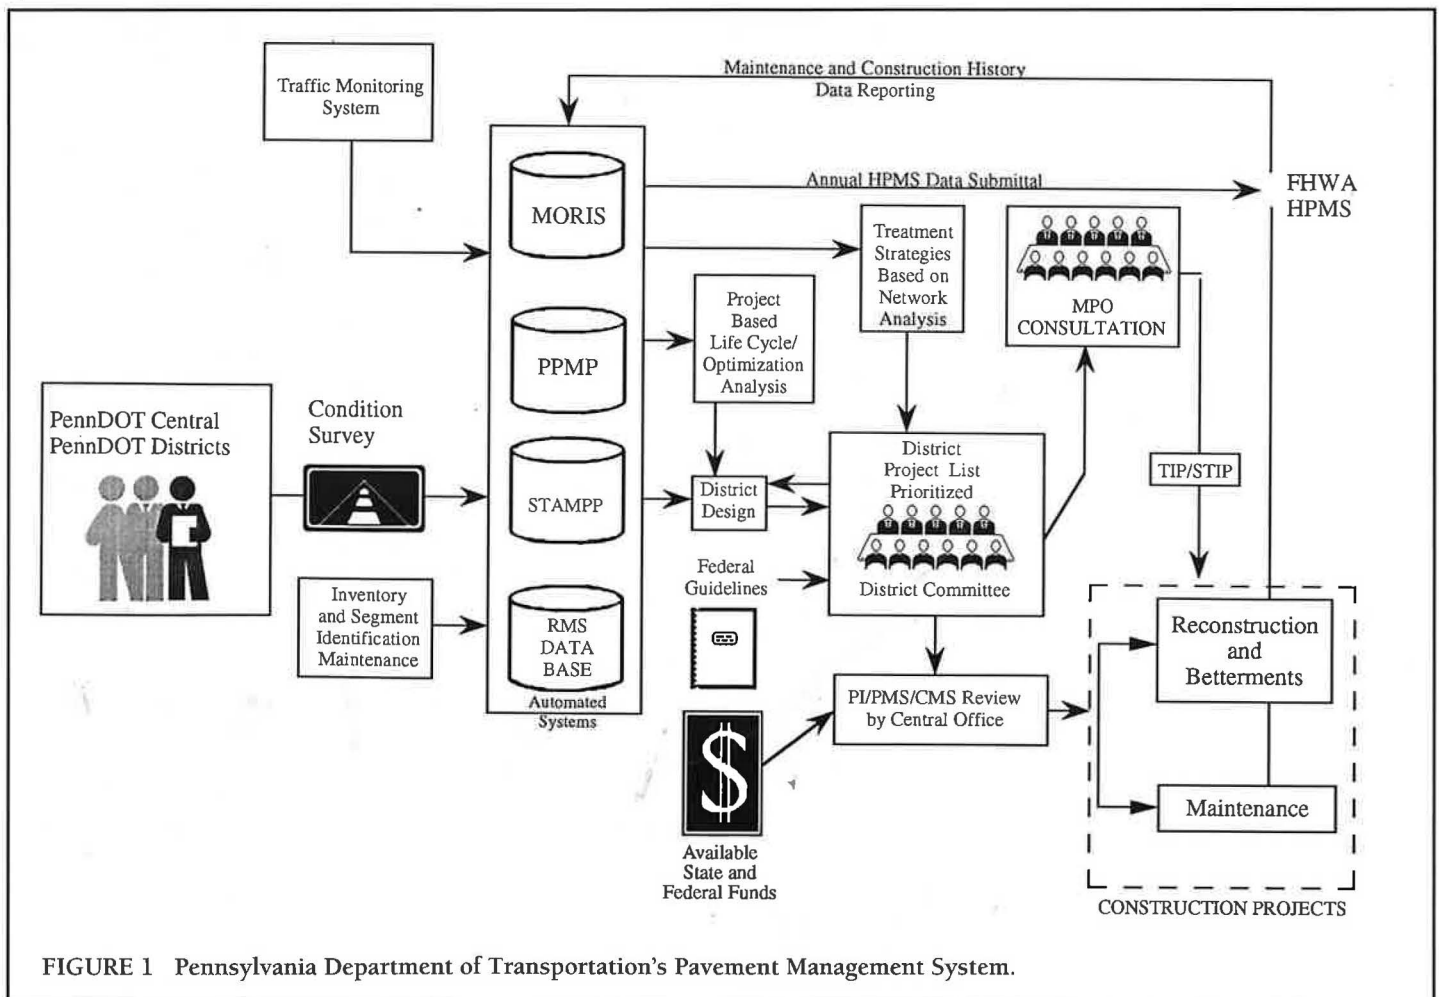 Traffic Monitoring
System
Maintenance and Construction History
Data Reporting
MORIS
Annual HPMS Data Submittal
FHWA
HPMS
Treatment
Strategies
Based on
Network
Analysis
MPO
CONSULTATION
Project
Based
Life Cycle/
Optimization
Analysis
PPMP
PennDOT Central
PennDOT Districts
Condition
Survey
STAMPP
District
Design
District
Project List
Prioritized
District Committee
TIP/STIP
Federal
Guidelines
Inventory
and Segment
Identification
Maintenance
RMS
DATA
BASE
Automated
Systems
PI/PMS/CMS Review
by Central Office
Reconstruction
and
Betterments
Maintenance
$
Available
State and
Federal Funds
CONSTRUCTION PROJECTS
FIGURE 1 Pennsylvania Department of Transportation's Pavement Management System.